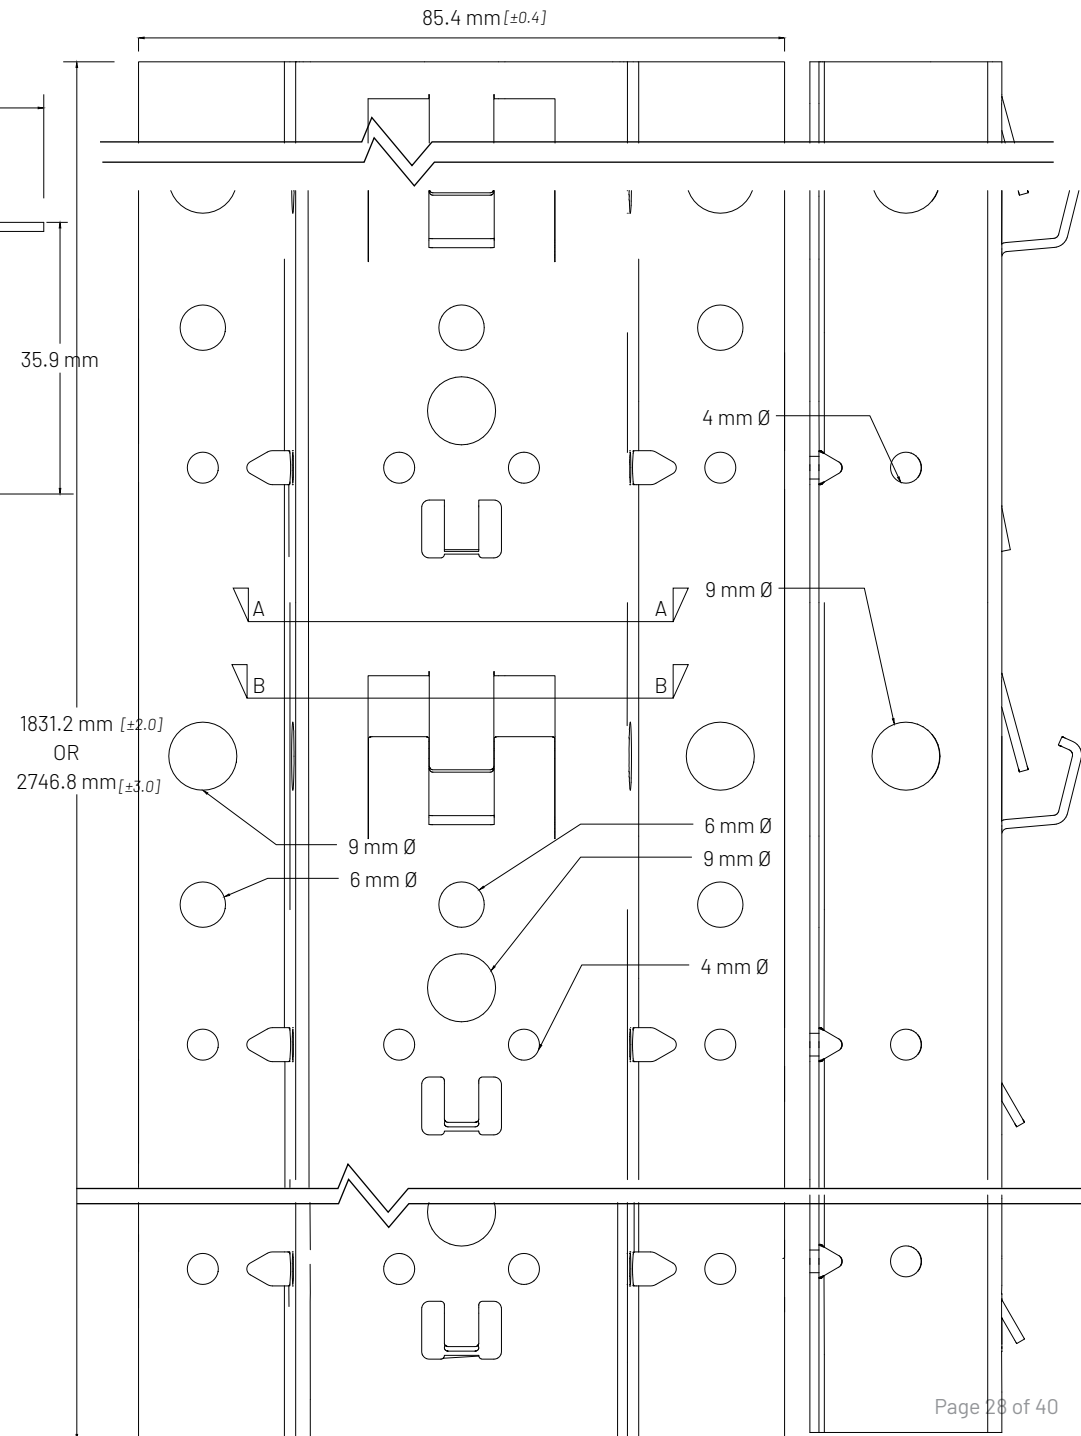 85.4 mm [±0.4]
35.9 mm
4 mm Ø
9 mm Ø
A A
B B
1831.2 mm [±2.0]
OR
2746.8 mm [±3.0]
6 mm Ø
9 mm Ø
9 mm Ø
6 mm Ø
4 mm Ø
Page 28 of 40